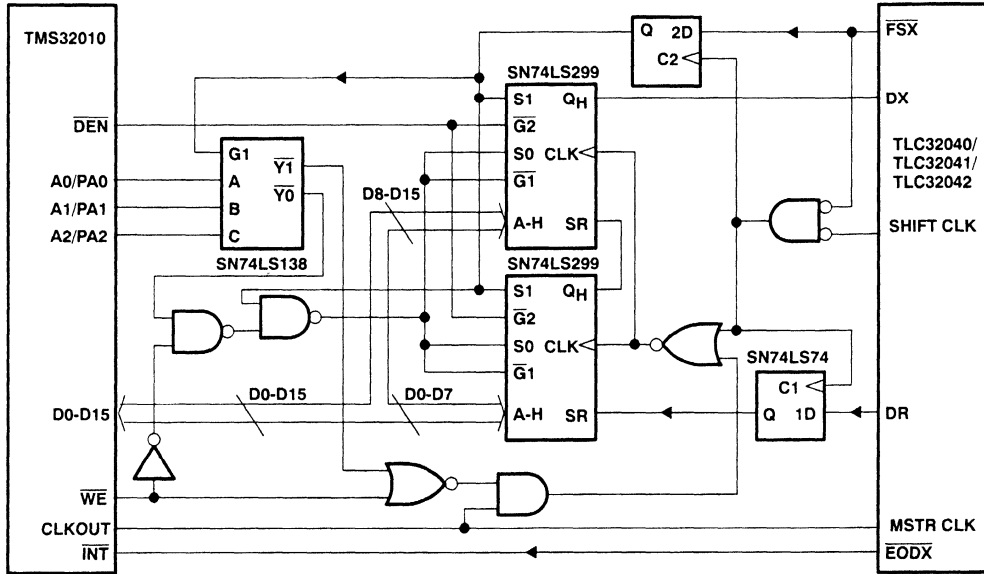 TMS32010
DEN
A0/PA0
A1/PA1
A2/PA2
D0-D15
WE
CLKOUT
INT
G1
A
B
C
Y1
Y0
SN74LS138
D8-D15
D0-D15
D0-D7
SN74LS299
S1
G2
S0
G1
A-H
QH
CLK
SR
SN74LS299
S1
G2
S0
G1
A-H
QH
CLK
SR
Q
2D
C2
SN74LS74
C1
Q
1D
FSX
DX
TLC32040/
TLC32041/
TLC32042
SHIFT CLK
DR
MSTR CLK
EODX